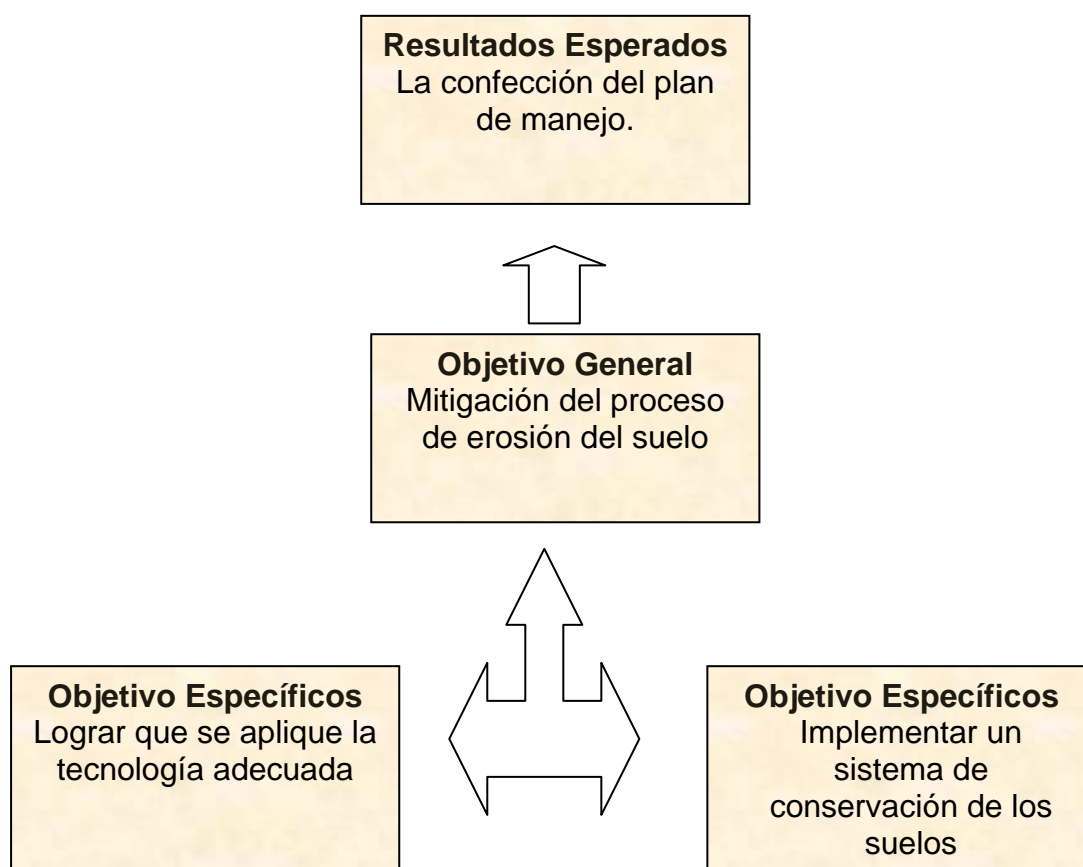 Resultados Esperados
La confección del plan
de manejo.
Objetivo General
Mitigación del proceso
de erosión del suelo
Objetivo Específicos
Lograr que se aplique la
tecnología adecuada
Objetivo Específicos
Implementar un
sistema de
conservación de los
suelos